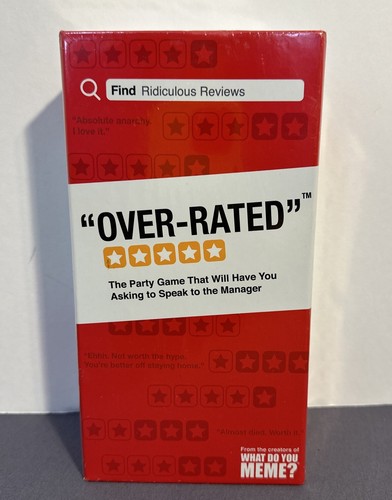 Find Ridiculous Reviews
"Absolute anarchy.
I love it."
“OVER-RATED”™
The Party Game That Will Have You
Asking to Speak to the Manager
"Ehhh. Not worth the hype.
You're better off staying home."
From the creators of
WHAT DO YOU
MEME?